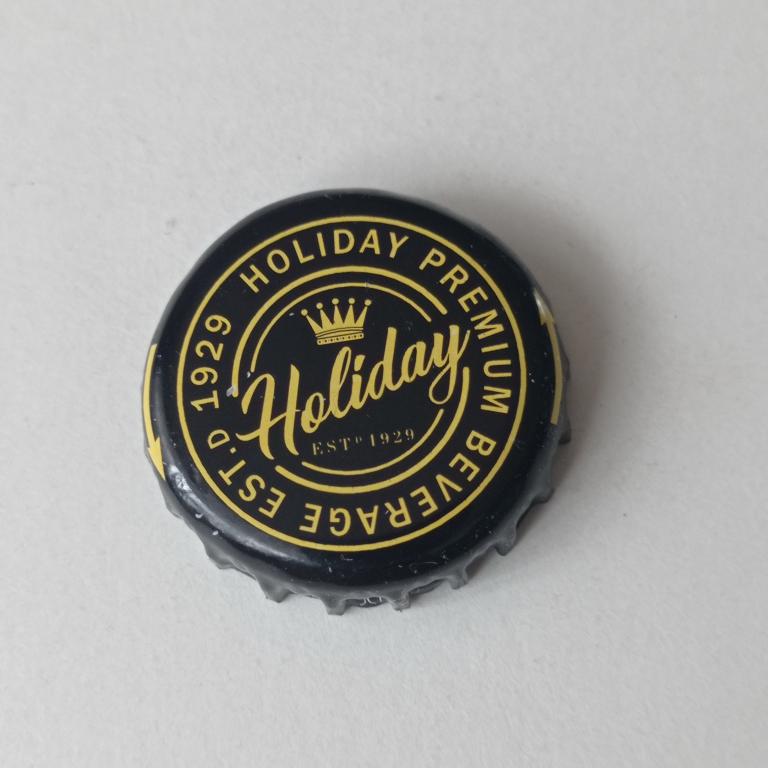 HOLIDAY PREMIUM BEVERAGE EST.D 1929
Holiday
ESTD 1929